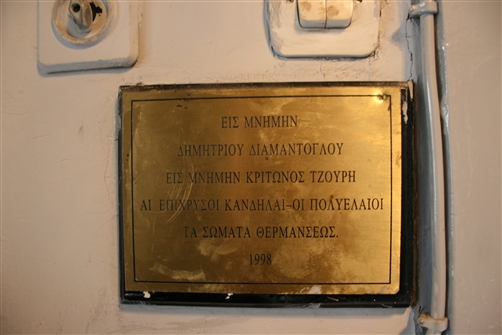 ΕΙΣ ΜΝΗΜΗΝ
ΔΗΜΗΤΡΙΟΥ ΔΙΑΜΑΝΤΟΓΛΟΥ
ΕΙΣ ΜΝΗΜΗΝ ΚΡΙΤΩΝΟΣ ΤΖΟΥΡΗ
ΑΙ ΕΠΙΧΡΥΣΟΙ ΚΑΝΔΗΛΑΙ-ΟΙ ΠΟΛΥΕΛΑΙΟΙ
ΤΑ ΣΩΜΑΤΑ ΘΕΡΜΑΝΣΕΩΣ.
1998